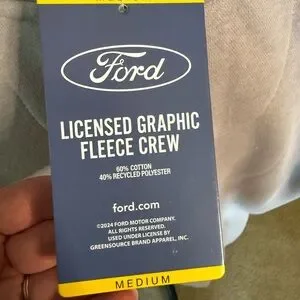 MEDIUM
Ford
LICENSED GRAPHIC
FLEECE CREW
60% COTTON
40% RECYCLED POLYESTER
ford.com
©2024 FORD MOTOR COMPANY.
ALL RIGHTS RESERVED.
USED UNDER LICENSE BY
GREENSOURCE BRAND APPAREL, INC.
MEDIUM